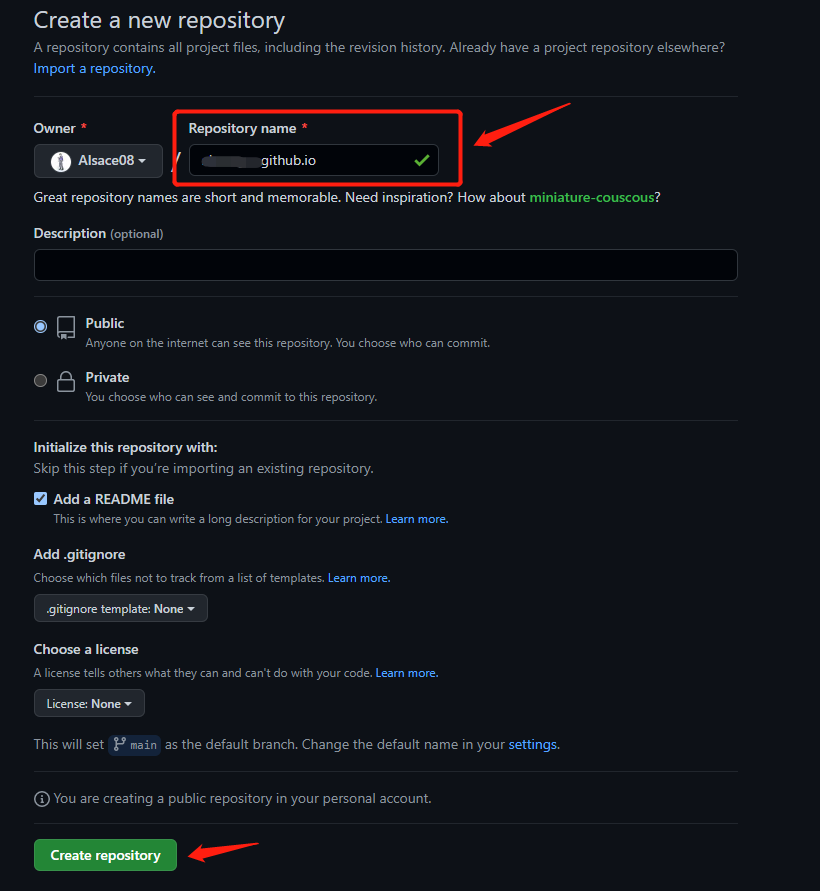 Create a new repository
A repository contains all project files, including the revision history. Already have a project repository elsewhere?
Import a repository.
Owner *
Repository name *
Alsace08
/
github.io
Great repository names are short and memorable. Need inspiration? How about miniature-couscous?
Description (optional)
Public
Anyone on the internet can see this repository. You choose who can commit.
Private
You choose who can see and commit to this repository.
Initialize this repository with:
Skip this step if you're importing an existing repository.
Add a README file
This is where you can write a long description for your project. Learn more.
Add .gitignore
Choose which files not to track from a list of templates. Learn more.
.gitignore template: None
Choose a license
A license tells others what they can and can't do with your code. Learn more.
License: None
This will set main as the default branch. Change the default name in your settings.
You are creating a public repository in your personal account.
Create repository